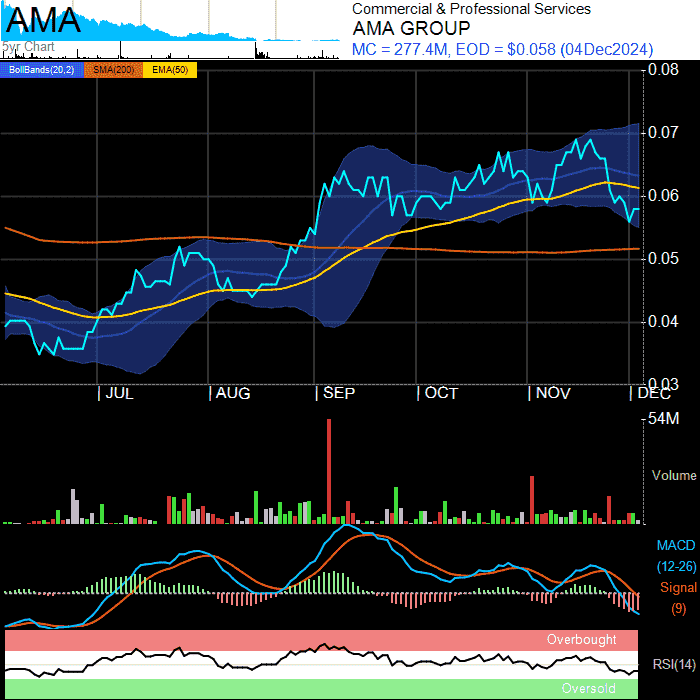 AMA
5yr Chart
Commercial & Professional Services
AMA GROUP
MC = 277.4M, EOD = $0.058 (04Dec2024)
BollBands(20,2) SMA(200) EMA(50)
0.08
0.07
0.06
0.05
0.04
0.03
JUL AUG SEP OCT NOV DEC
54M
Volume
MACD
(12-26)
Signal
(9)
Overbought
RSI(14)
Oversold